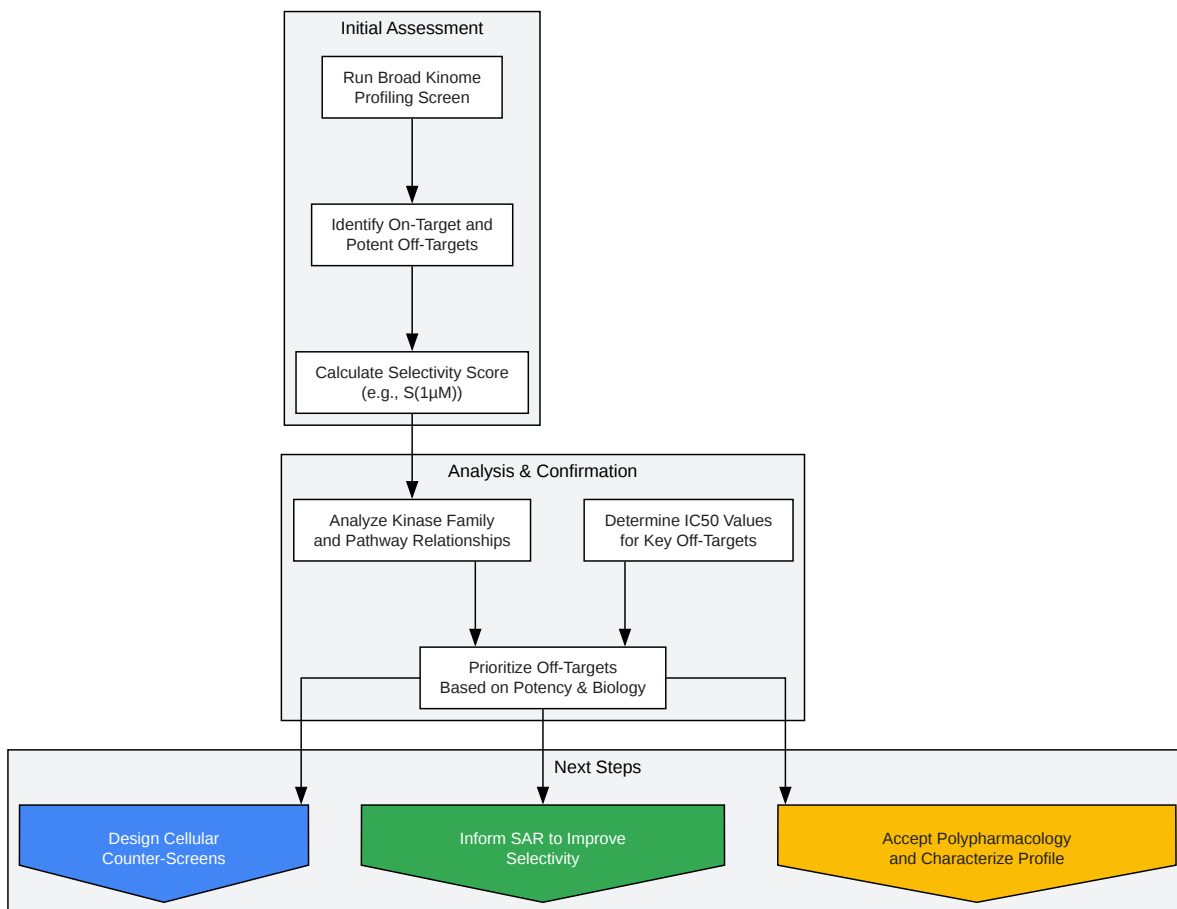 Initial Assessment
Run Broad Kinome
Profiling Screen
Identify On-Target and
Potent Off-Targets
Calculate Selectivity Score
(e.g., S(1µM))
Analysis & Confirmation
Analyze Kinase Family
and Pathway Relationships
Determine IC50 Values
for Key Off-Targets
Prioritize Off-Targets
Based on Potency & Biology
Next Steps
Design Cellular
Counter-Screens
Inform SAR to Improve
Selectivity
Accept Polypharmacology
and Characterize Profile